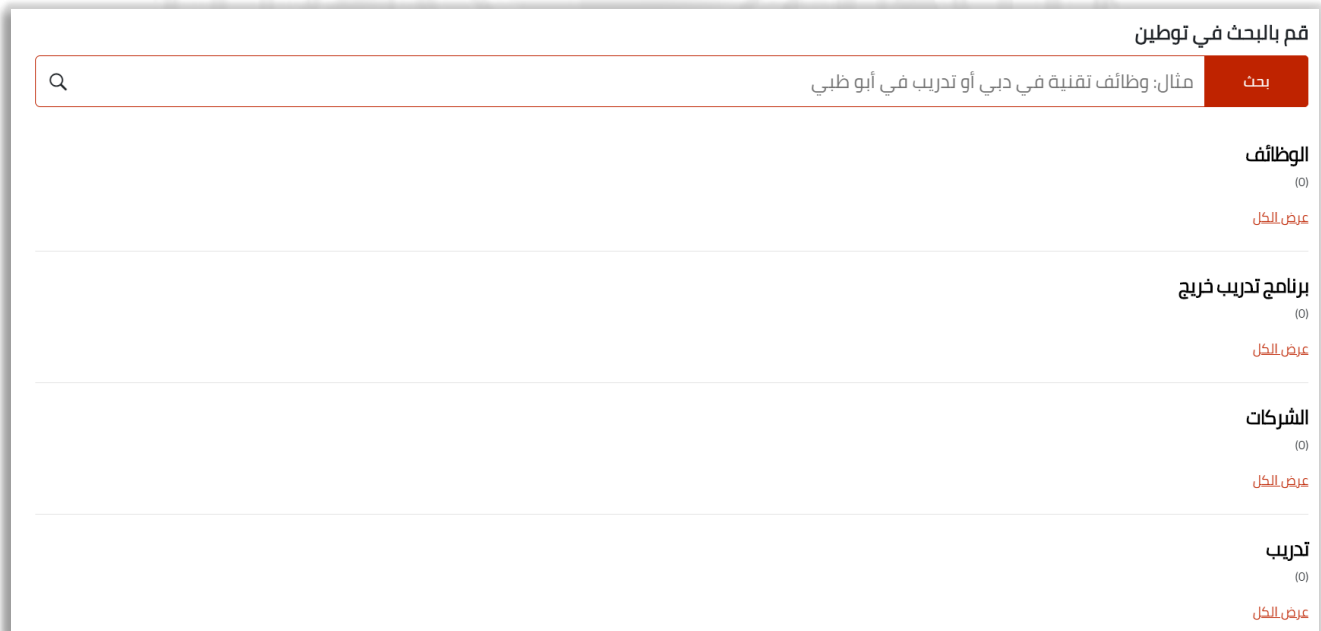 قم بالبحث في توطين
بحث مثال: وظائف تقنية في دبي أو تدريب في أبو ظبي
الوظائف
(0)
عرض الكل
برنامج تدريب خريج
(0)
عرض الكل
الشركات
(0)
عرض الكل
تدريب
(0)
عرض الكل